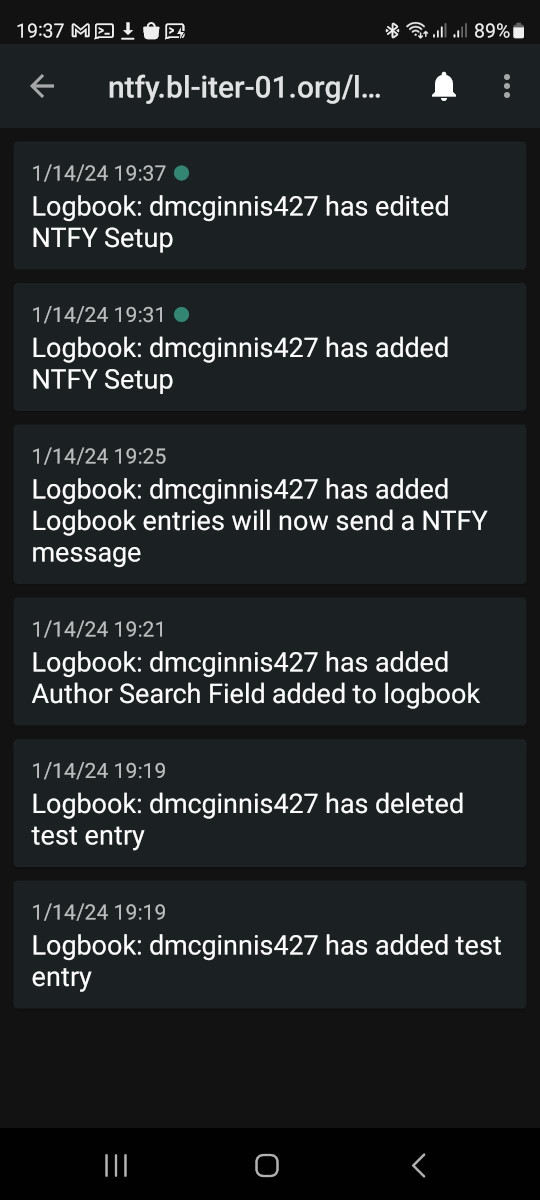 19:37 89%
ntfy.bl-iter-01.org/l...
1/14/24 19:37
Logbook: dmcginnis427 has edited
NTFY Setup
1/14/24 19:31
Logbook: dmcginnis427 has added
NTFY Setup
1/14/24 19:25
Logbook: dmcginnis427 has added
Logbook entries will now send a NTFY
message
1/14/24 19:21
Logbook: dmcginnis427 has added
Author Search Field added to logbook
1/14/24 19:19
Logbook: dmcginnis427 has deleted
test entry
1/14/24 19:19
Logbook: dmcginnis427 has added test
entry